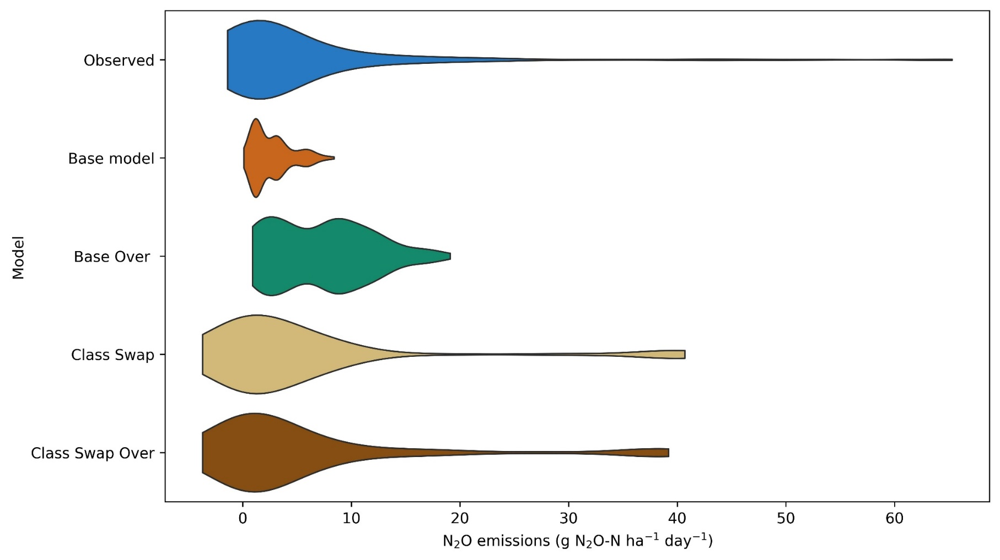 Observed
Base model
Base Over
Class Swap
Class Swap Over
Model
0 10 20 30 40 50 60
N₂O emissions (g N₂O-N ha⁻¹ day⁻¹)